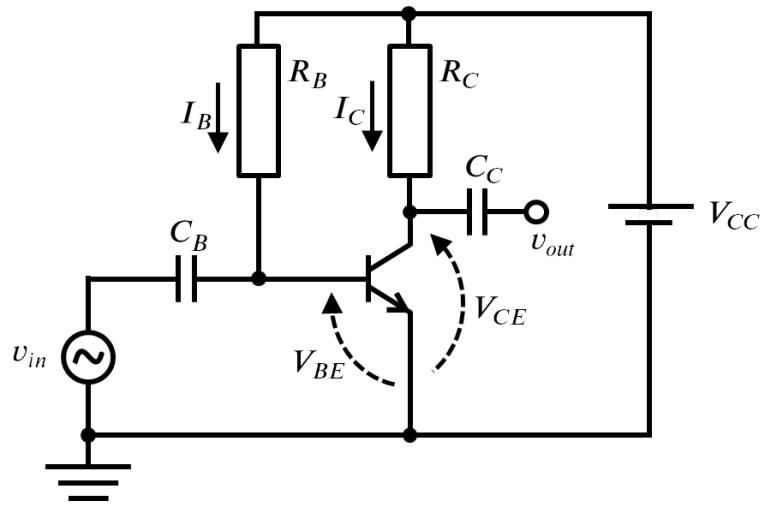 R_B
R_C
I_B
I_C
C_C
V_CC
C_B
v_out
V_CE
v_in
V_BE